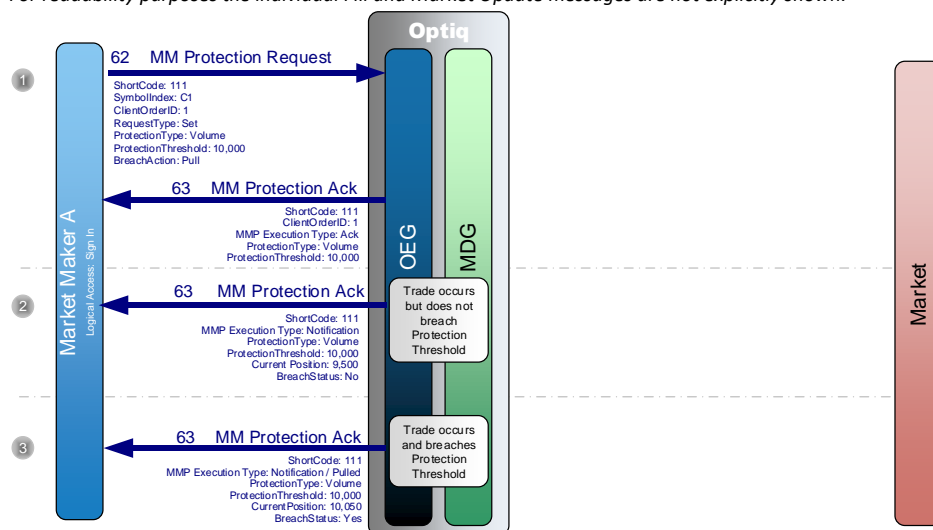 For readability purposes the individual Fill and Market Update messages are not explicitly shown.
Optiq
1
62 MM Protection Request
ShortCode: 111
SymbolIndex: C1
ClientOrderID: 1
RequestType: Set
ProtectionType: Volume
ProtectionThreshold: 10,000
BreachAction: Pull
63 MM Protection Ack
ShortCode: 111
ClientOrderID: 1
MMP Execution Type: Ack
ProtectionType: Volume
ProtectionThreshold: 10,000
Market Maker A
Logical Access: Sign In
OEG
MDG
Market
2
63 MM Protection Ack
ShortCode: 111
MMP Execution Type: Notification
ProtectionType: Volume
ProtectionThreshold: 10,000
Current Position: 9,500
BreachStatus: No
Trade occurs
but does not
breach
Protection
Threshold
3
63 MM Protection Ack
ShortCode: 111
MMP Execution Type: Notification / Pulled
ProtectionType: Volume
ProtectionThreshold: 10,000
CurrentPosition: 10,050
BreachStatus: Yes
Trade occurs
and breaches
Protection
Threshold